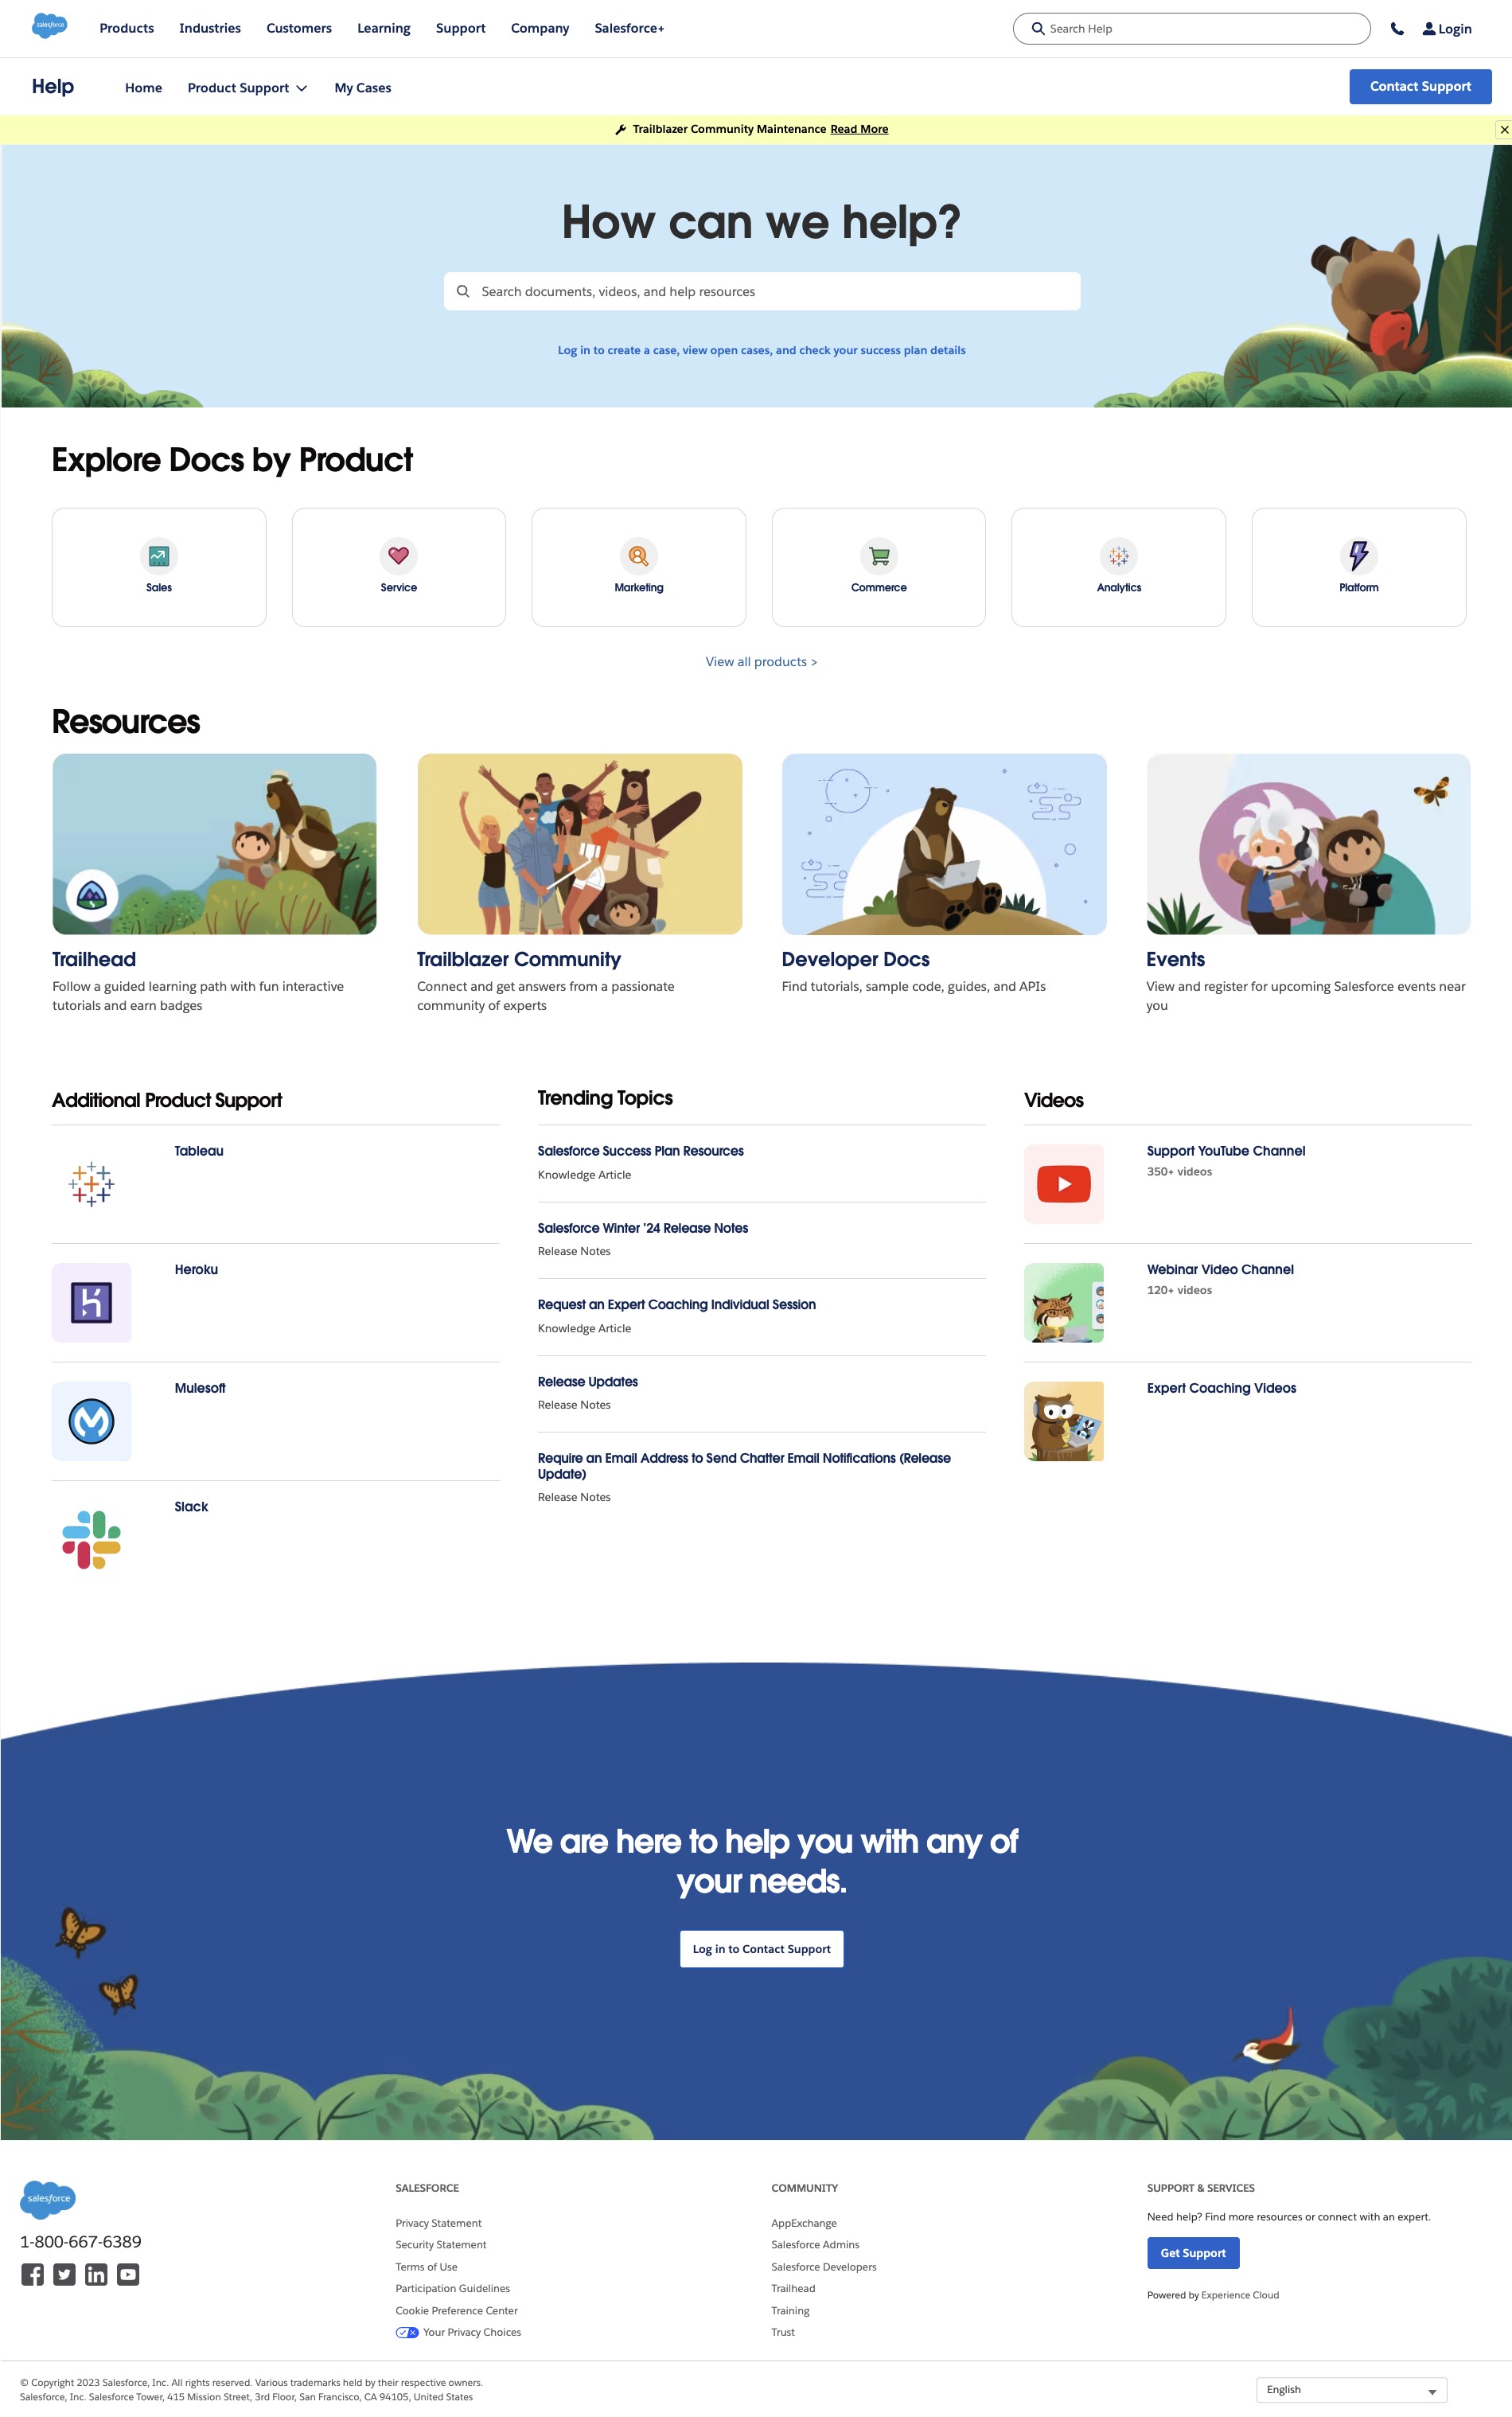 salesforce
Products Industries Customers Learning Support Company Salesforce+
Search Help
Login
Help
Home Product Support My Cases
Contact Support
Trailblazer Community Maintenance Read More
How can we help?
Search documents, videos, and help resources
Log in to create a case, view open cases, and check your success plan details
Explore Docs by Product
Sales
Service
Marketing
Commerce
Analytics
Platform
View all products >
Resources
Trailhead
Follow a guided learning path with fun interactive
tutorials and earn badges
Trailblazer Community
Connect and get answers from a passionate
community of experts
Developer Docs
Find tutorials, sample code, guides, and APIs
Events
View and register for upcoming Salesforce events near
you
Additional Product Support
Tableau
Heroku
Mulesoft
Slack
Trending Topics
Salesforce Success Plan Resources
Knowledge Article
Salesforce Winter '24 Release Notes
Release Notes
Request an Expert Coaching Individual Session
Knowledge Article
Release Updates
Release Notes
Require an Email Address to Send Chatter Email Notifications (Release
Update)
Release Notes
Videos
Support YouTube Channel
350+ videos
Webinar Video Channel
120+ videos
Expert Coaching Videos
We are here to help you with any of
your needs.
Log in to Contact Support
salesforce
1-800-667-6389
SALESFORCE
Privacy Statement
Security Statement
Terms of Use
Participation Guidelines
Cookie Preference Center
Your Privacy Choices
COMMUNITY
AppExchange
Salesforce Admins
Salesforce Developers
Trailhead
Training
Trust
SUPPORT & SERVICES
Need help? Find more resources or connect with an expert.
Get Support
Powered by Experience Cloud
© Copyright 2023 Salesforce, Inc. All rights reserved. Various trademarks held by their respective owners.
Salesforce, Inc. Salesforce Tower, 415 Mission Street, 3rd Floor, San Francisco, CA 94105, United States
English